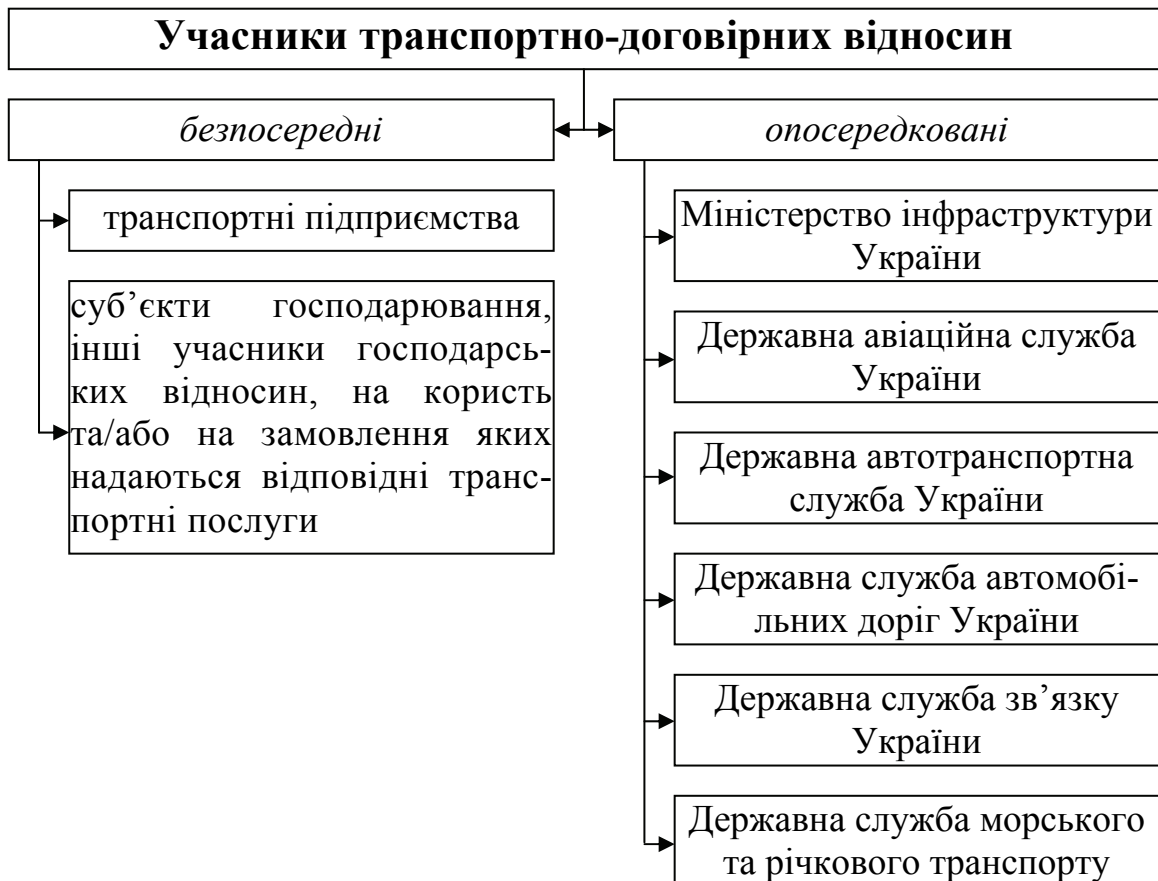 Учасники транспортно-договірних відносин
безпосередні
транспортні підприємства
суб’єкти господарювання,
інші учасники господарсь-
ких відносин, на користь
та/або на замовлення яких
надаються відповідні транс-
портні послуги
опосередковані
Міністерство інфраструктури
України
Державна авіаційна служба
України
Державна автотранспортна
служба України
Державна служба автомобі-
льних доріг України
Державна служба зв’язку
України
Державна служба морського
та річкового транспорту